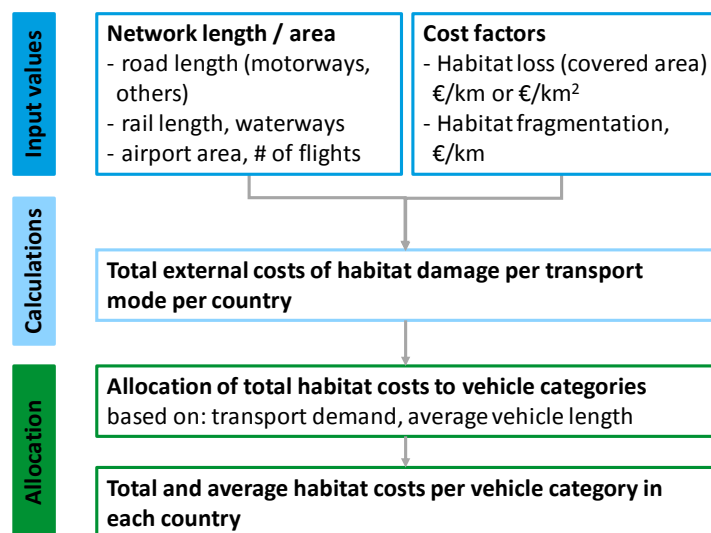 Input values
Network length / area
- road length (motorways,
others)
- rail length, waterways
- airport area, # of flights
Cost factors
- Habitat loss (covered area)
€/km or €/km²
- Habitat fragmentation,
€/km
Calculations
Total external costs of habitat damage per transport
mode per country
Allocation
Allocation of total habitat costs to vehicle categories
based on: transport demand, average vehicle length
Total and average habitat costs per vehicle category in
each country